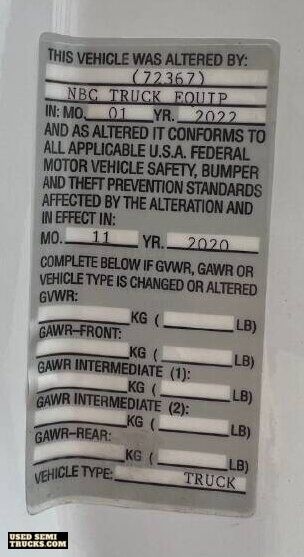 THIS VEHICLE WAS ALTERED BY:
(72367)
NBC TRUCK EQUIP
IN: MO. 01 YR. 2022
AND AS ALTERED IT CONFORMS TO
ALL APPLICABLE U.S.A. FEDERAL
MOTOR VEHICLE SAFETY, BUMPER
AND THEFT PREVENTION STANDARDS
AFFECTED BY THE ALTERATION AND
IN EFFECT IN:
MO. 11 YR. 2020
COMPLETE BELOW IF GVWR, GAWR OR
VEHICLE TYPE IS CHANGED OR ALTERED
GVWR:
KG ( LB)
GAWR-FRONT:
KG ( LB)
GAWR INTERMEDIATE (1):
KG ( LB)
GAWR INTERMEDIATE (2):
KG ( LB)
GAWR-REAR:
KG ( LB)
VEHICLE TYPE: TRUCK
USED SEMI
TRUCKS.COM